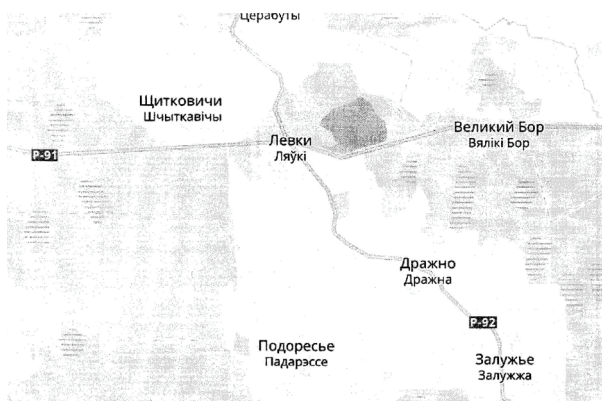 Церабуты
Щитковичи
Шчыткавічы
Великий Бор
Вялікі Бор
Левки
Ляўкі
Р-91
Дражно
Дражна
Р-92
Подоресье
Падарэссе
Залужье
Залужжа